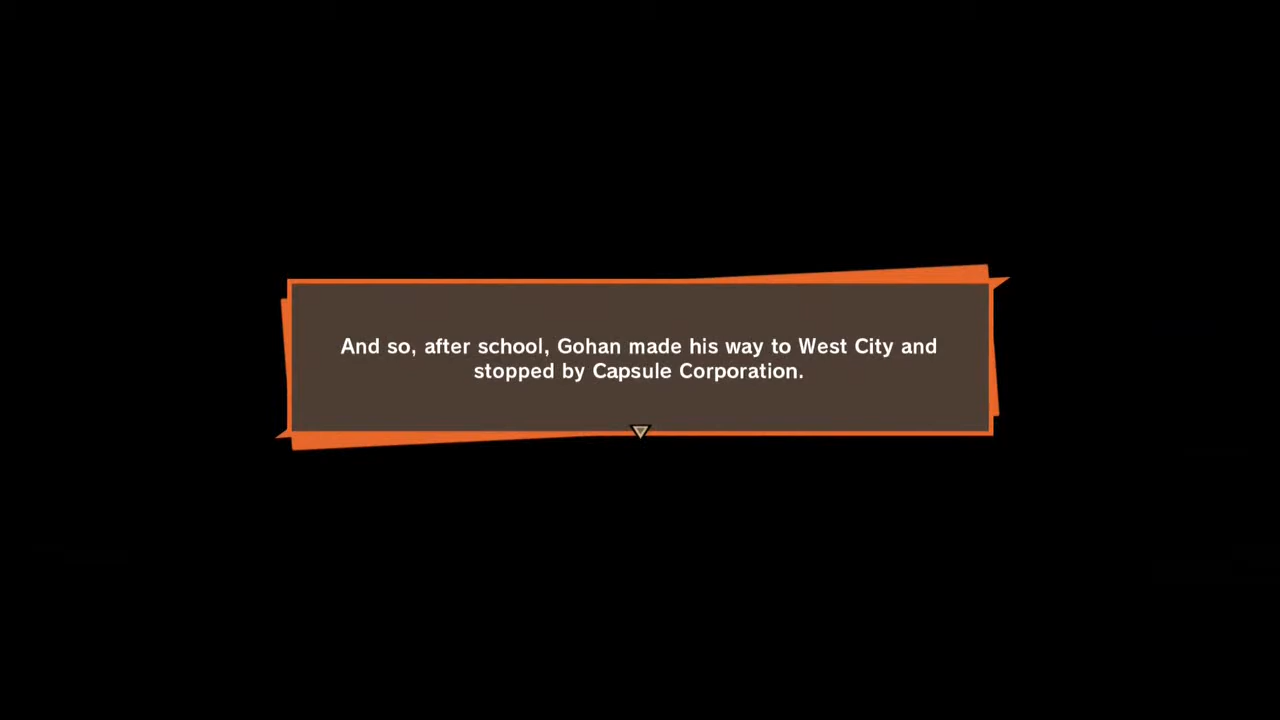 And so, after school, Gohan made his way to West City and
stopped by Capsule Corporation.